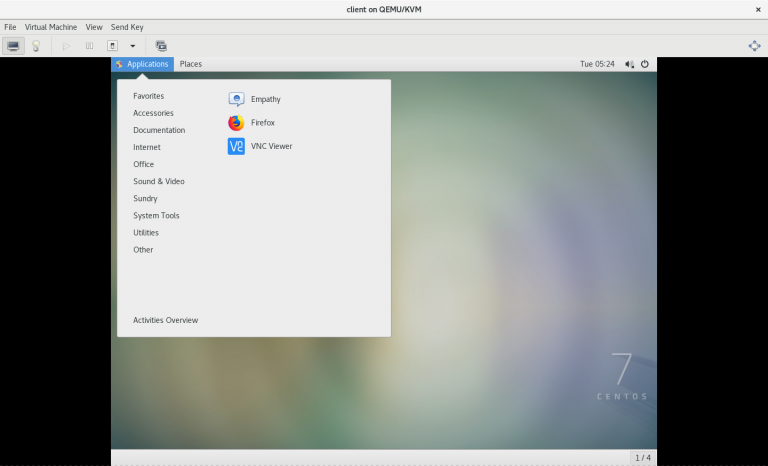 client on QEMU/KVM
File Virtual Machine View Send Key
Applications Places Tue 05:24
Favorites
Accessories
Documentation
Internet
Office
Sound & Video
Sundry
System Tools
Utilities
Other
Activities Overview
Empathy
Firefox
V2 VNC Viewer
7
CENTOS
1 / 4